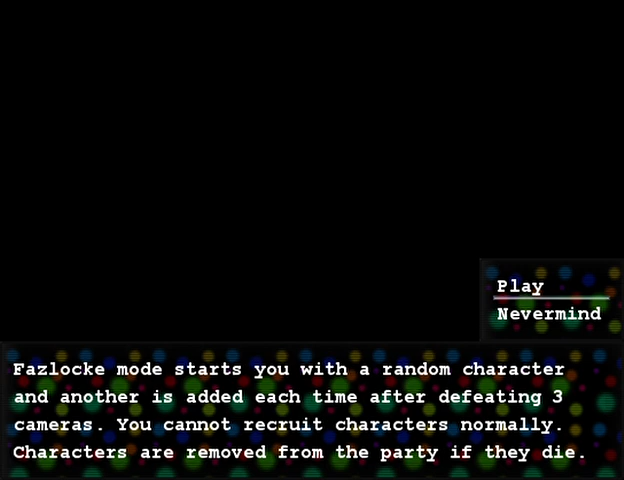 Play
Nevermind
Fazlocke mode starts you with a random character
and another is added each time after defeating 3
cameras. You cannot recruit characters normally.
Characters are removed from the party if they die.